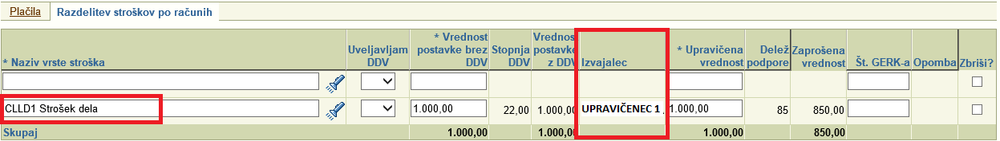 Plačila Razdelitev stroškov po računih
* Naziv vrste stroška Uveljavljam DDV * Vrednost postavke brez DDV Stopnja DDV Vrednost postavke z DDV Izvajalec * Upravičena vrednost Delež podpore Zaprošena vrednost Št. GERK-a Opomba Zbriši?
CLLD1 Strošek dela 1.000,00 22,00 1.000,00 UPRAVIČENEC 1 1.000,00 85 850,00
Skupaj 1.000,00 1.000,00 1.000,00 850,00